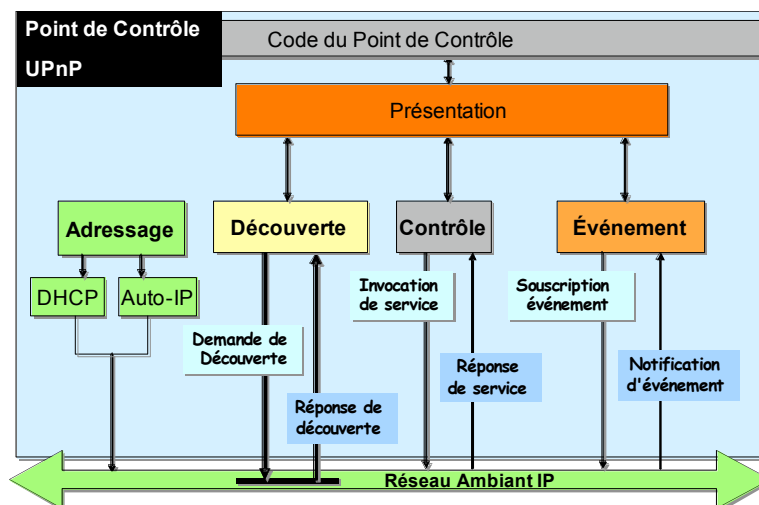 Point de Contrôle
UPnP
Code du Point de Contrôle
Présentation
Adressage
Découverte
Contrôle
Événement
DHCP
Auto-IP
Invocation
de service
Souscription
événement
Demande de
Découverte
Réponse de
découverte
Réponse
de service
Notification
d'événement
Réseau Ambiant IP